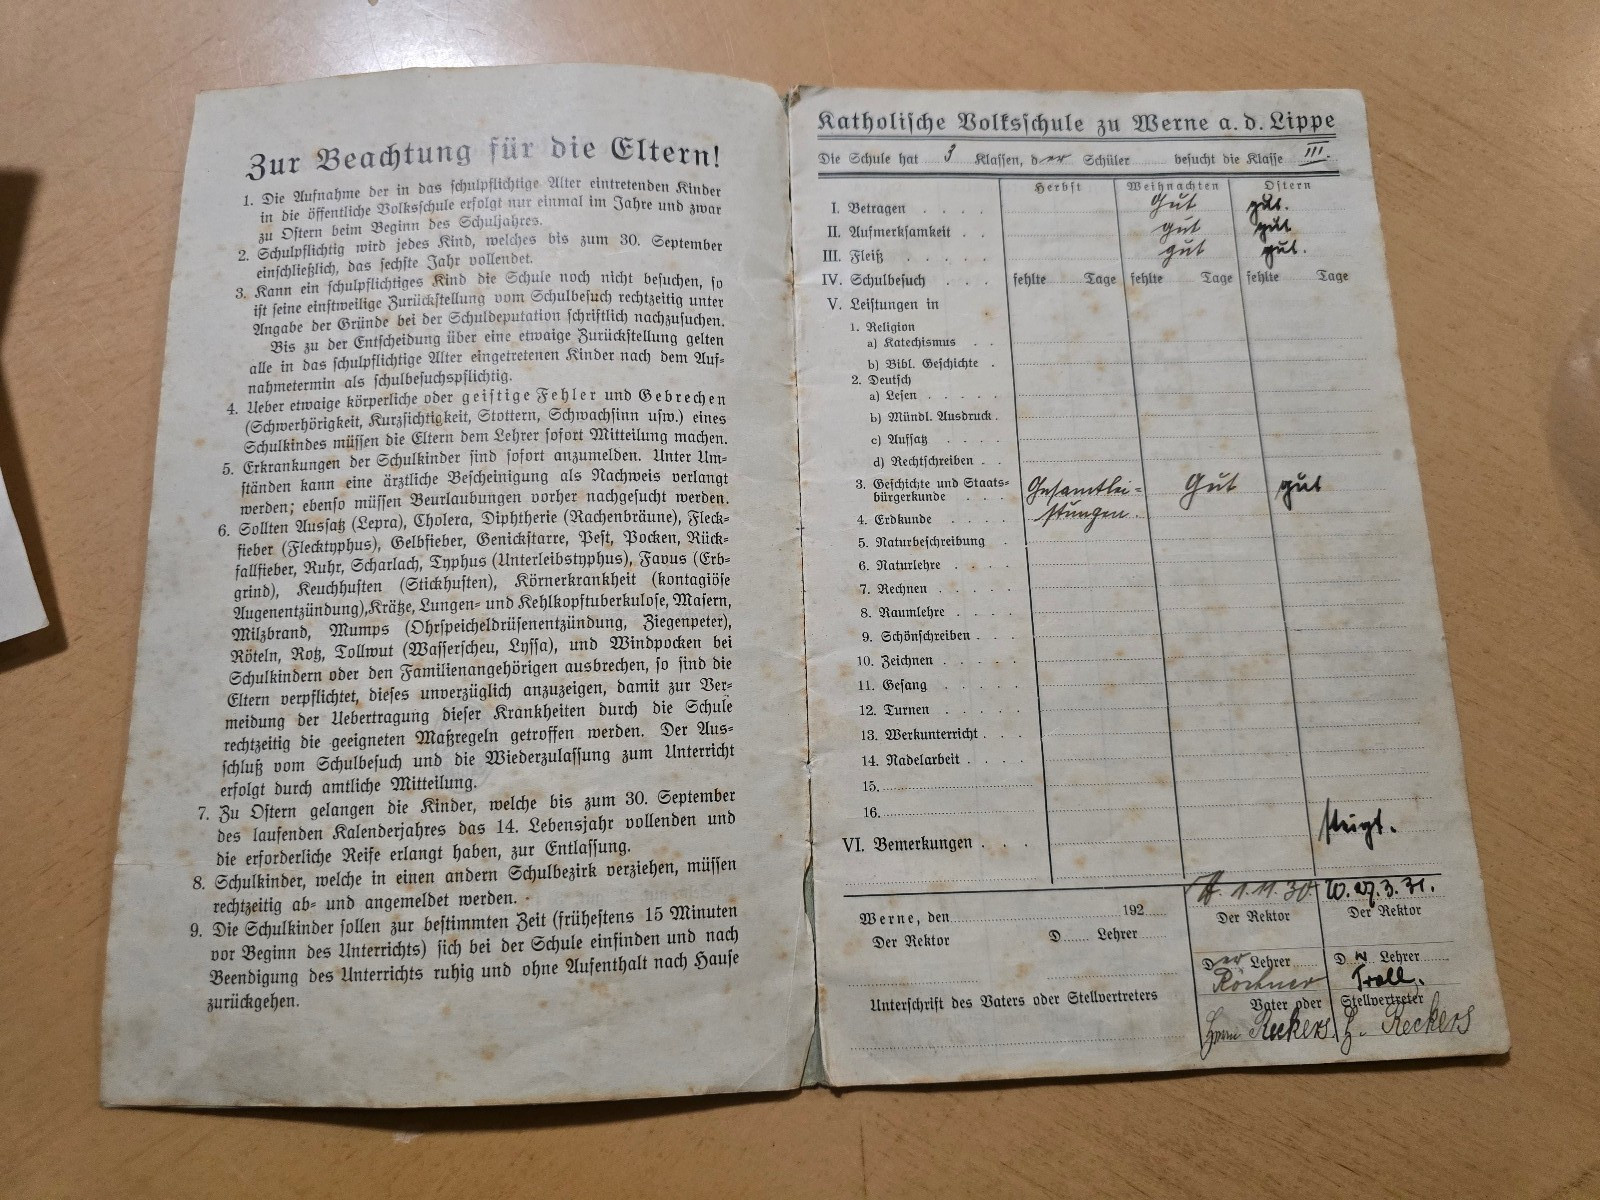 Zur Beachtung für die Eltern!
1. Die Aufnahme der in das schulpflichtige Alter eintretenden Kinder
in die öffentliche Volksschule erfolgt nur einmal im Jahre und zwar
zu Ostern beim Beginn des Schuljahres.
2. Schulpflichtig wird jedes Kind, welches bis zum 30. September
einschließlich, das sechste Jahr vollendet.
3. Kann ein schulpflichtiges Kind die Schule noch nicht besuchen, so
ist seine einstweilige Zurückstellung vom Schulbesuch rechtzeitig unter
Angabe der Gründe bei der Schuldeputation schriftlich nachzusuchen.
Bis zu der Entscheidung über eine etwaige Zurückstellung gelten
alle in das schulpflichtige Alter eingetretenen Kinder nach dem Auf-
nahmetermin als schulbesuchspflichtig.
4. Ueber etwaige körperliche oder geistige Fehler und Gebrechen
(Schwerhörigkeit, Kurzsichtigkeit, Stottern, Schwachsinn usw.) eines
Schulkindes müssen die Eltern dem Lehrer sofort Mitteilung machen.
5. Erkrankungen der Schulkinder sind sofort anzumelden. Unter Um-
ständen kann eine ärztliche Bescheinigung als Nachweis verlangt
werden; ebenso müssen Beurlaubungen vorher nachgesucht werden.
6. Sollten Aussatz (Lepra), Cholera, Diphtherie (Rachenbräune), Fleck-
fieber (Flecktyphus), Gelbfieber, Genickstarre, Pest, Pocken, Rück-
fallfieber, Ruhr, Scharlach, Typhus (Unterleibstyphus), Favus (Erb-
grind), Keuchhusten (Stickhusten), Körnerkrankheit (kontagiöse
Augenentzündung), Krätze, Lungen- und Kehlkopftuberkulose, Masern,
Milzbrand, Mumps (Ohrspeicheldrüsenentzündung, Ziegenpeter),
Röteln, Rotz, Tollwut (Wasserscheu, Lyssa), und Windpocken bei
Schulkindern oder den Familienangehörigen ausbrechen, so sind die
Eltern verpflichtet, dieses unverzüglich anzuzeigen, damit zur Ver-
meidung der Uebertragung dieser Krankheiten durch die Schule
rechtzeitig die geeigneten Maßregeln getroffen werden. Der Aus-
schluß vom Schulbesuch und die Wiederzulassung zum Unterricht
erfolgt durch amtliche Mitteilung.
7. Zu Ostern gelangen die Kinder, welche bis zum 30. September
des laufenden Kalenderjahres das 14. Lebensjahr vollenden und
die erforderliche Reife erlangt haben, zur Entlassung.
8. Schulkinder, welche in einen andern Schulbezirk verziehen, müssen
rechtzeitig ab- und angemeldet werden.
9. Die Schulkinder sollen zur bestimmten Zeit (frühestens 15 Minuten
vor Beginn des Unterrichts) sich bei der Schule einfinden und nach
Beendigung des Unterrichts ruhig und ohne Aufenthalt nach Hause
zurückgehen.
Katholische Volksschule zu Werne a. d. Lippe
Die Schule hat 3 Klassen, der Schüler besucht die Klasse III.
Herbst Weihnachten Ostern
I. Betragen Gut gut.
II. Aufmerksamkeit gut gut
III. Fleiß gut gut.
IV. Schulbesuch fehlte Tage fehlte Tage fehlte Tage
V. Leistungen in
1. Religion
a) Katechismus
b) Bibl. Geschichte
2. Deutsch
a) Lesen
b) Mündl. Ausdruck
c) Aufsatz
d) Rechtschreiben
3. Geschichte und Staats- Gesamtlei- Gut gut
bürgerkunde
4. Erdkunde stungen.
5. Naturbeschreibung
6. Naturlehre
7. Rechnen
8. Raumlehre
9. Schönschreiben
10. Zeichnen
11. Gesang
12. Turnen
13. Werkunterricht
14. Nadelarbeit
15.
16.
steigt.
VI. Bemerkungen
1.11.30 W. 27.3.31.
Werne, den 192 Der Rektor Der Rektor
Der Rektor D Lehrer
Der Lehrer D W Lehrer
Troll.
Unterschrift des Vaters oder Stellvertreters Vater oder Stellvertreter
Reckers. H. Reckers